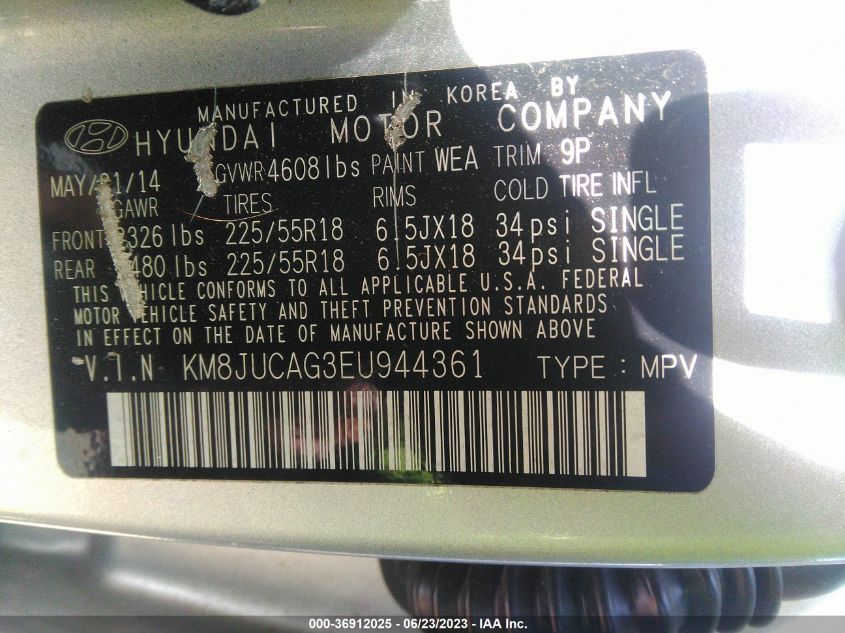 MANUFACTURED IN KOREA BY
HYUNDAI MOTOR COMPANY
MAY/ /14 GVWR 4608 lbs PAINT WEA TRIM 9P
GAWR TIRES RIMS COLD TIRE INFL
FRONT 2326 lbs 225/55R18 6.5JX18 34psi SINGLE
REAR 480 lbs 225/55R18 6.5JX18 34psi SINGLE
THIS VEHICLE CONFORMS TO ALL APPLICABLE U.S.A. FEDERAL
MOTOR VEHICLE SAFETY AND THEFT PREVENTION STANDARDS
IN EFFECT ON THE DATE OF MANUFACTURE SHOWN ABOVE
V.I.N KM8JUCAG3EU944361 TYPE: MPV
000-36912025 - 06/23/2023 - IAA Inc.